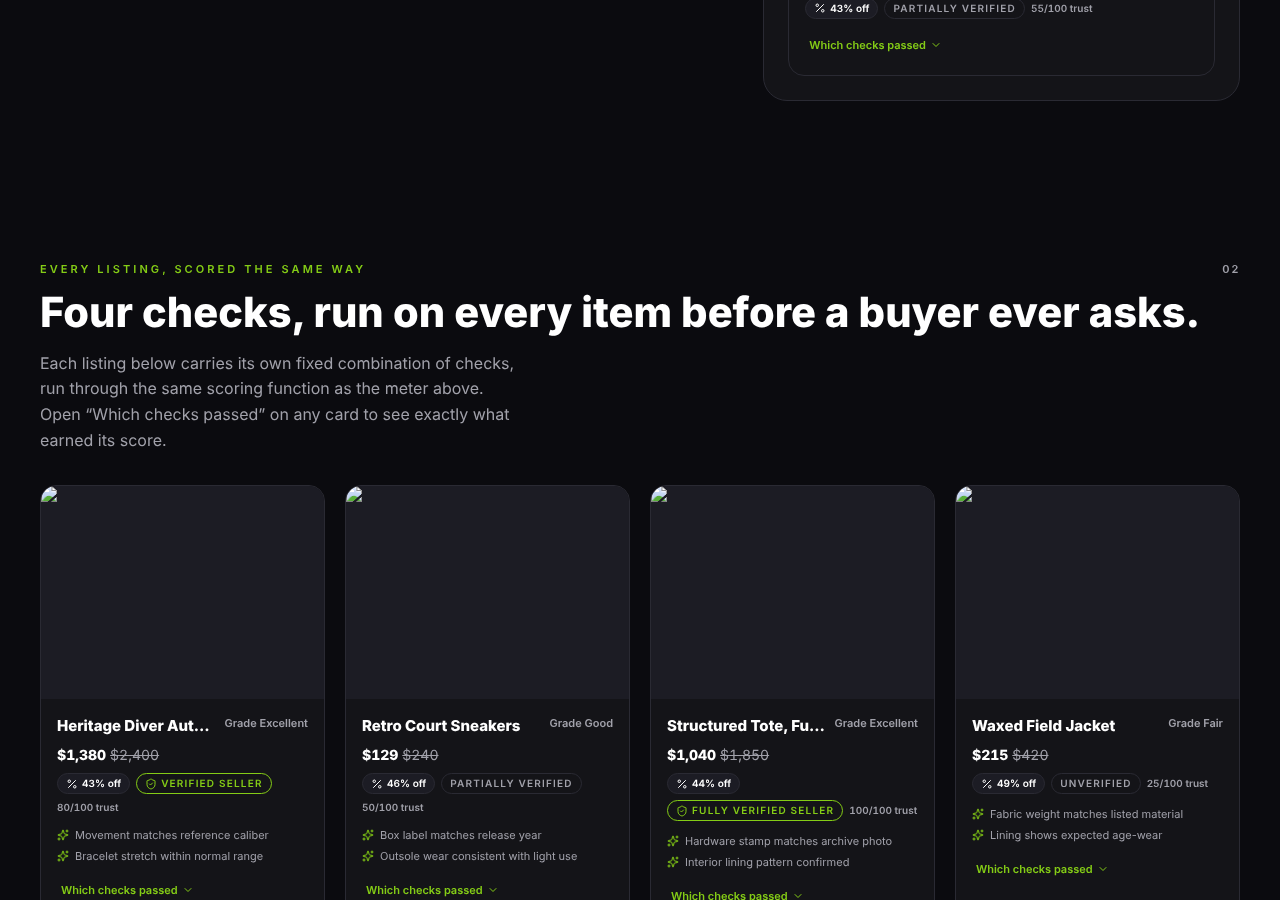 43% off PARTIALLY VERIFIED 55/100 trust
Which checks passed
EVERY LISTING, SCORED THE SAME WAY
02
Four checks, run on every item before a buyer ever asks.
Each listing below carries its own fixed combination of checks,
run through the same scoring function as the meter above.
Open “Which checks passed” on any card to see exactly what
earned its score.
Heritage Diver Aut... Grade Excellent
$1,380 $2,400
43% off VERIFIED SELLER
80/100 trust
Movement matches reference caliber
Bracelet stretch within normal range
Which checks passed
Retro Court Sneakers Grade Good
$129 $240
46% off PARTIALLY VERIFIED
50/100 trust
Box label matches release year
Outsole wear consistent with light use
Which checks passed
Structured Tote, Fu... Grade Excellent
$1,040 $1,850
44% off
FULLY VERIFIED SELLER 100/100 trust
Hardware stamp matches archive photo
Interior lining pattern confirmed
Which checks passed
Waxed Field Jacket Grade Fair
$215 $420
49% off UNVERIFIED 25/100 trust
Fabric weight matches listed material
Lining shows expected age-wear
Which checks passed